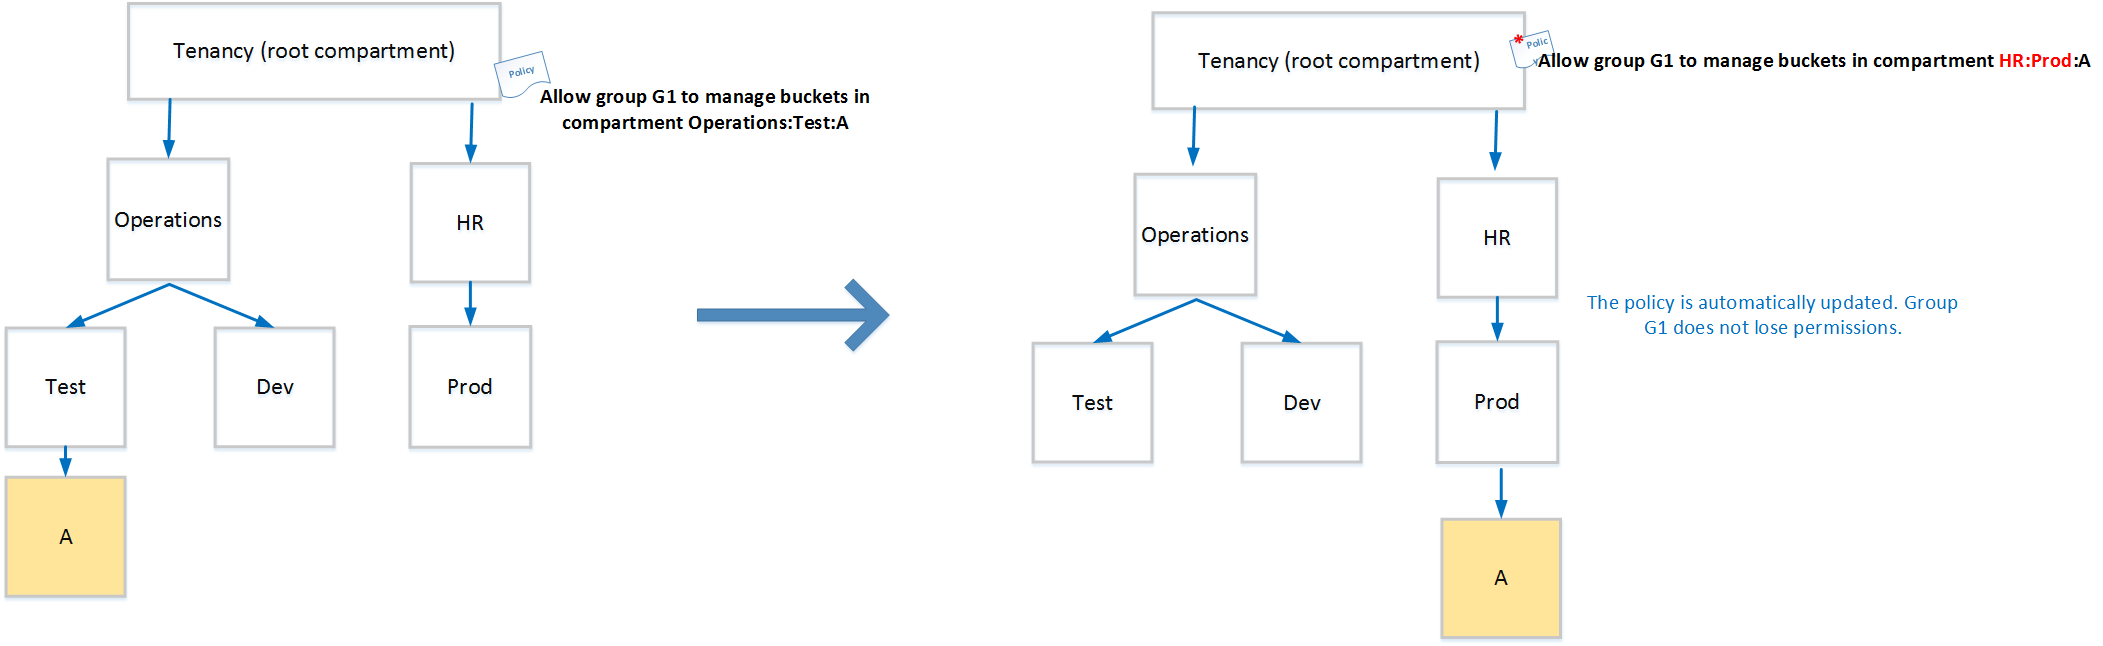 Tenancy (root compartment)
Policy
Allow group G1 to manage buckets in
compartment Operations:Test:A
Operations
HR
Test
Dev
Prod
A
Tenancy (root compartment)
* Polic
y
Allow group G1 to manage buckets in compartment HR:Prod:A
Operations
HR
The policy is automatically updated. Group
G1 does not lose permissions.
Test
Dev
Prod
A